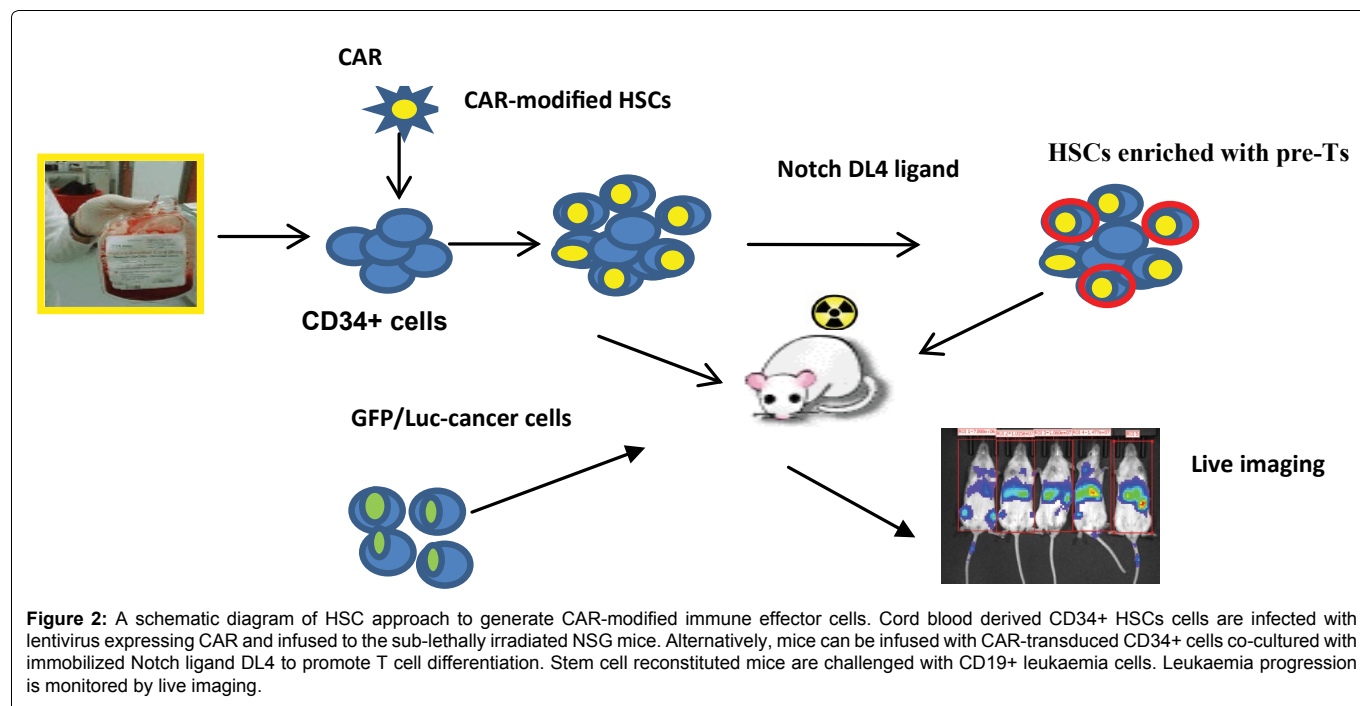 CAR
CAR-modified HSCs
Notch DL4 ligand
HSCs enriched with pre-Ts
CD34+ cells
GFP/Luc-cancer cells
Live imaging
Figure 2: A schematic diagram of HSC approach to generate CAR-modified immune effector cells. Cord blood derived CD34+ HSCs cells are infected with
lentivirus expressing CAR and infused to the sub-lethally irradiated NSG mice. Alternatively, mice can be infused with CAR-transduced CD34+ cells co-cultured with
immobilized Notch ligand DL4 to promote T cell differentiation. Stem cell reconstituted mice are challenged with CD19+ leukaemia cells. Leukaemia progression
is monitored by live imaging.